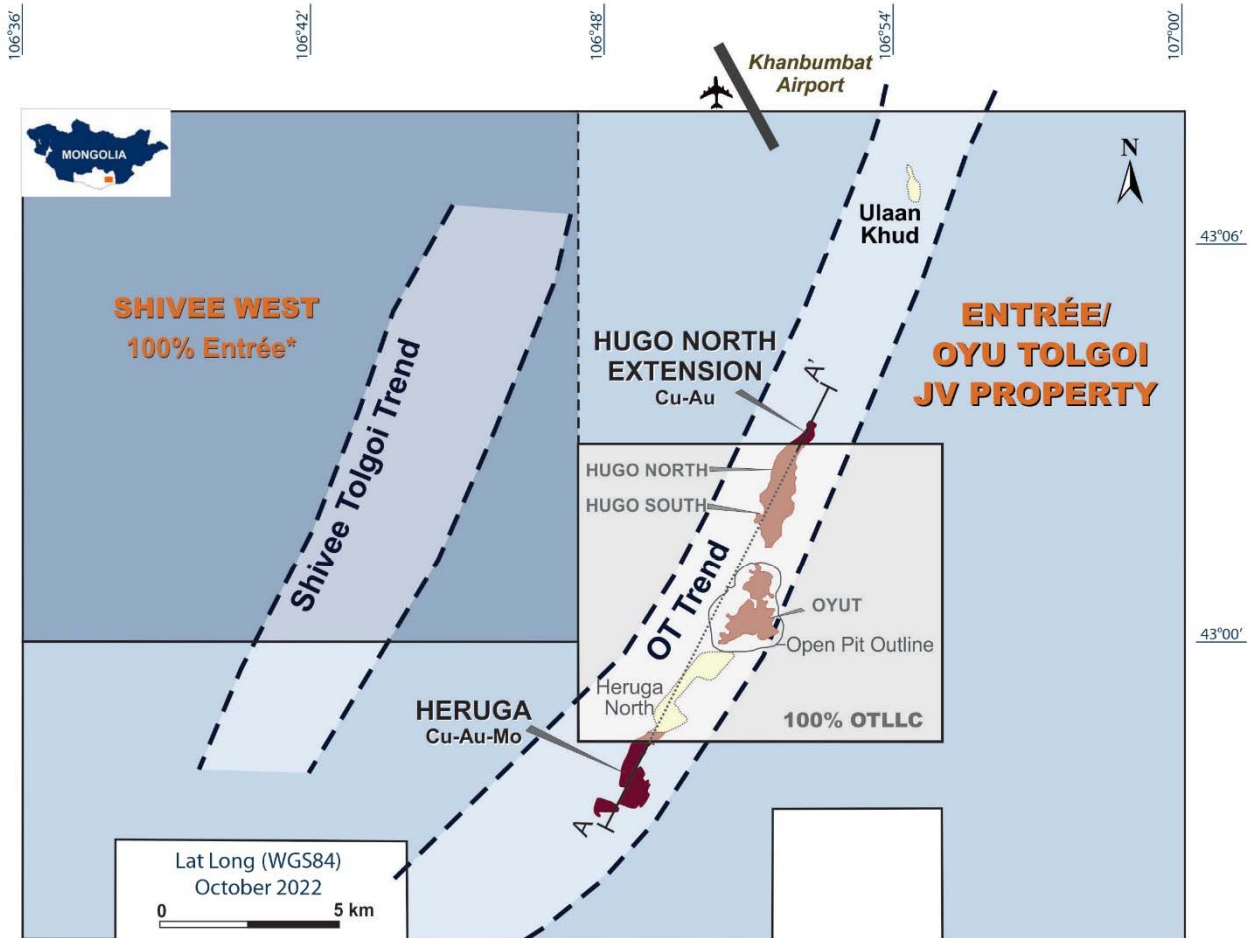 106°36'
106°42'
106°48'
106°54'
107°00'
Khanbumbat
Airport
MONGOLIA
N
Ulaan
Khud
43°06'
SHIVEE WEST
100% Entrée*
Shivee Tolgoi Trend
HUGO NORTH
EXTENSION
Cu-Au
A'
ENTRÉE/
OYU TOLGOI
JV PROPERTY
HUGO NORTH
HUGO SOUTH
OT Trend
OYUT
Open Pit Outline
43°00'
Heruga
North
100% OTLLC
HERUGA
Cu-Au-Mo
A
Lat Long (WGS84)
October 2022
0 5 km